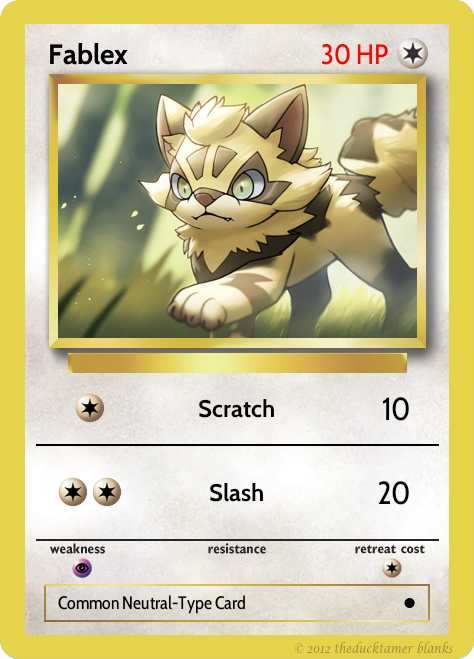 Fablex 30 HP
Scratch 10
Slash 20
weakness resistance retreat cost
Common Neutral-Type Card
© 2012 theducktamer blanks